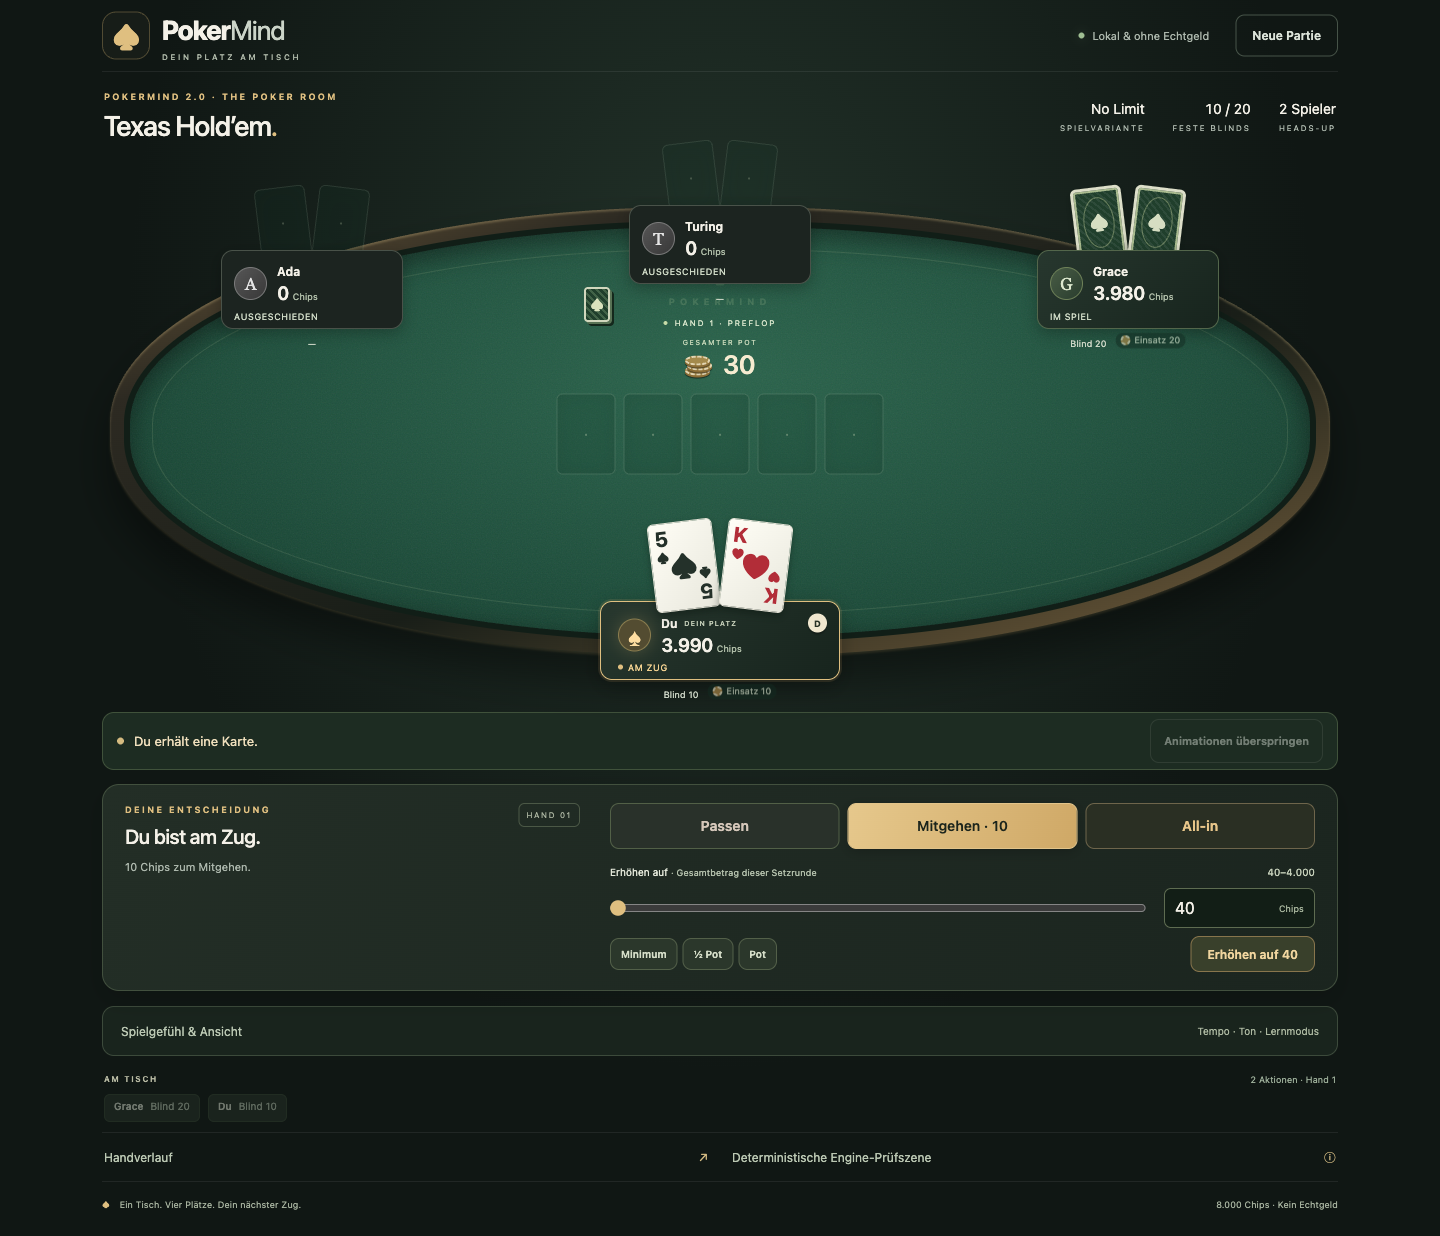 PokerMind
DEIN PLATZ AM TISCH
Lokal & ohne Echtgeld
Neue Partie
POKERMIND 2.0 · THE POKER ROOM
Texas Hold’em.
No Limit
SPIELVARIANTE
10 / 20
FESTE BLINDS
2 Spieler
HEADS-UP
T
Turing
0 Chips
AUSGESCHIEDEN
—
A
Ada
0 Chips
AUSGESCHIEDEN
—
G
Grace
3.980 Chips
IM SPIEL
Blind 20
Einsatz 20
POKERMIND
HAND 1 · PREFLOP
GESAMTER POT
30
5
5
K
K
Du DEIN PLATZ
D
3.990 Chips
AM ZUG
Blind 10
Einsatz 10
Du erhält eine Karte.
Animationen überspringen
DEINE ENTSCHEIDUNG
HAND 01
Du bist am Zug.
10 Chips zum Mitgehen.
Passen
Mitgehen · 10
All-in
Erhöhen auf · Gesamtbetrag dieser Setzrunde
40–4.000
40 Chips
Minimum
½ Pot
Pot
Erhöhen auf 40
Spielgefühl & Ansicht
Tempo · Ton · Lernmodus
AM TISCH
2 Aktionen · Hand 1
Grace Blind 20
Du Blind 10
Handverlauf ↗
Deterministische Engine-Prüfszene ⓘ
Ein Tisch. Vier Plätze. Dein nächster Zug.
8.000 Chips · Kein Echtgeld